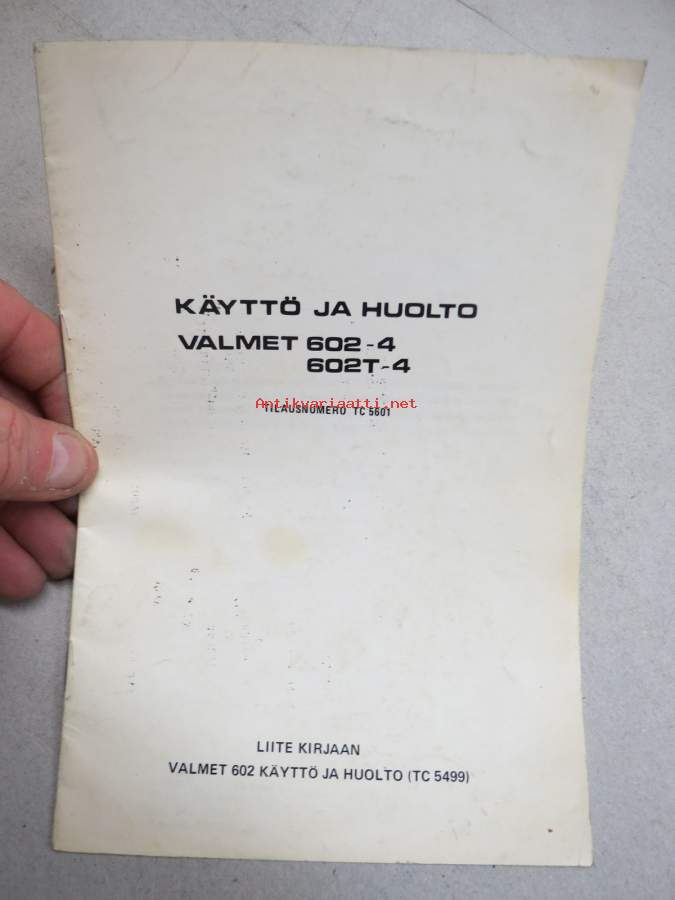 KÄYTTÖ JA HUOLTO
VALMET 602-4
602T-4
Antikvariaatti.net
TILAUSNUMERO TC 5601
LIITE KIRJAAN
VALMET 602 KÄYTTÖ JA HUOLTO (TC 5499)